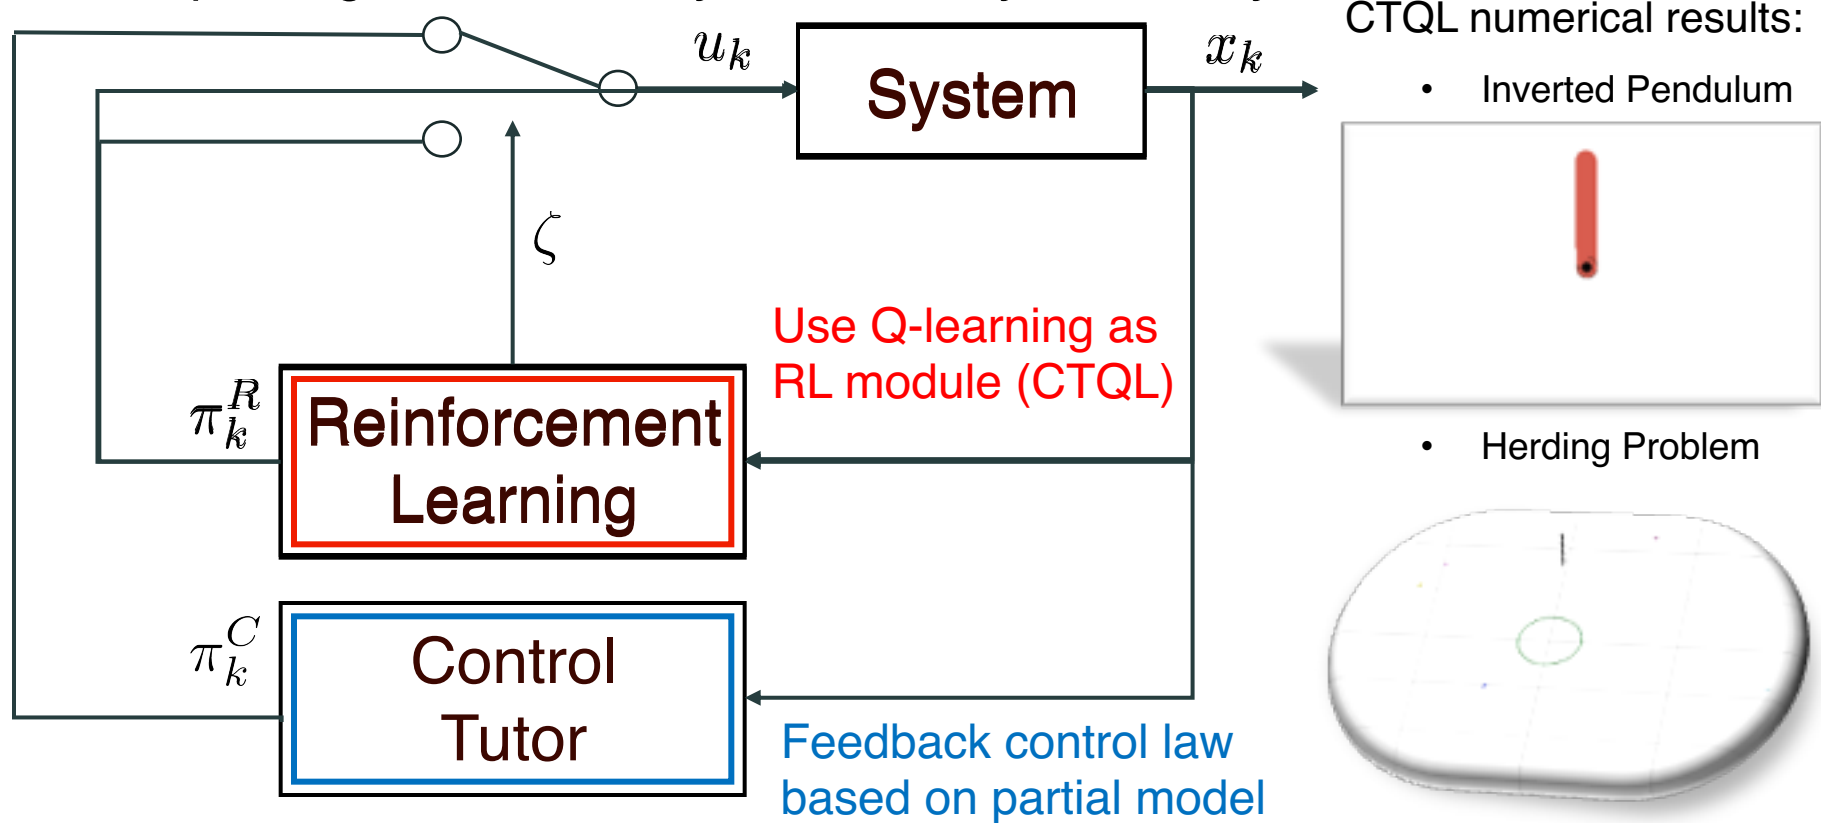 CTQL numerical results:
u_k
System
x_k
• Inverted Pendulum
ζ
Use Q-learning as
RL module (CTQL)
π_k^R
Reinforcement
Learning
• Herding Problem
π_k^C
Control
Tutor
Feedback control law
based on partial model